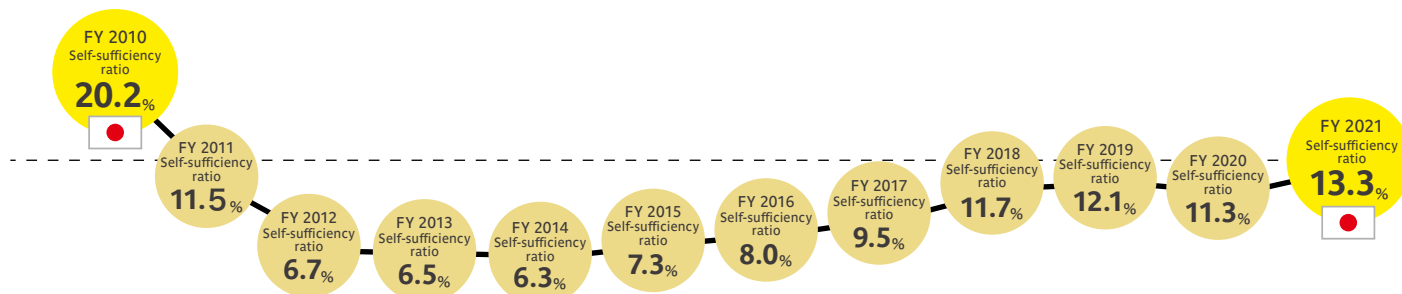 FY 2010
Self-sufficiency
ratio
20.2%
FY 2011
Self-sufficiency
ratio
11.5%
FY 2012
Self-sufficiency
ratio
6.7%
FY 2013
Self-sufficiency
ratio
6.5%
FY 2014
Self-sufficiency
ratio
6.3%
FY 2015
Self-sufficiency
ratio
7.3%
FY 2016
Self-sufficiency
ratio
8.0%
FY 2017
Self-sufficiency
ratio
9.5%
FY 2018
Self-sufficiency
ratio
11.7%
FY 2019
Self-sufficiency
ratio
12.1%
FY 2020
Self-sufficiency
ratio
11.3%
FY 2021
Self-sufficiency
ratio
13.3%